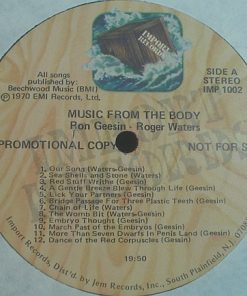 IMPORT
RECORDS
All songs
published by:
Beechwood Music (BMI)
Ⓟ 1970 EMI Records, Ltd.
SIDE A
STEREO
IMP 1002
MUSIC FROM THE BODY
Ron Geesin - Roger Waters
PROMOTIONAL COPY
NOT FOR S
1. Our Song (Waters-Geesin)
2. Sea Shell and Stone (Waters)
3. Red Stuff Writhe (Geesin)
4. A Gentle Breeze Blew Through Life (Geesin)
5. Lick Your Partners (Geesin)
6. Bridge Passage For Three Plastic Teeth (Geesin)
7. Chain of Life (Waters)
8. The Womb Bit (Waters-Geesin)
9. Embryo Thought (Geesin)
10. March Past of the Embryos (Geesin)
11. More Than Seven Dwarfs in Penis Land (Geesin)
12. Dance of the Red Corpuscles (Geesin)
19:50
Import Records, Dist'd by Jem Records, Inc., South Plainfield, N.J. 070